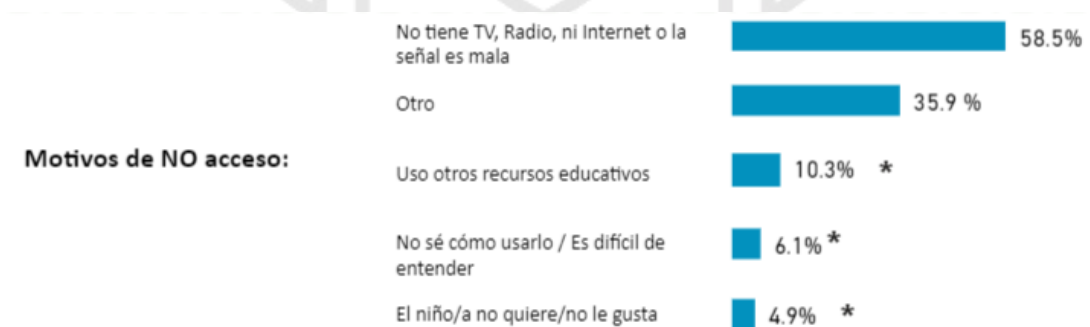 No tiene TV, Radio, ni Internet o la
señal es mala
58.5%
Otro
35.9 %
Motivos de NO acceso:
Uso otros recursos educativos
10.3% *
No sé cómo usarlo / Es difícil de
entender
6.1% *
El niño/a no quiere/no le gusta
4.9% *